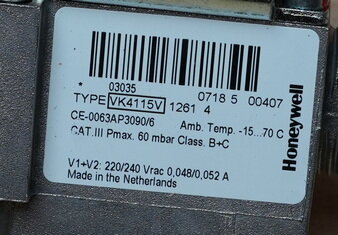 * 03035 0718 5 00407
TYPE VK4115V 1261 4
CE-0063AP3090/6 Amb. Temp. -15...70 C
CAT.III Pmax. 60 mbar Class. B+C
V1+V2: 220/240 Vrac 0,048/0,052 A
Made in the Netherlands
Honeywell